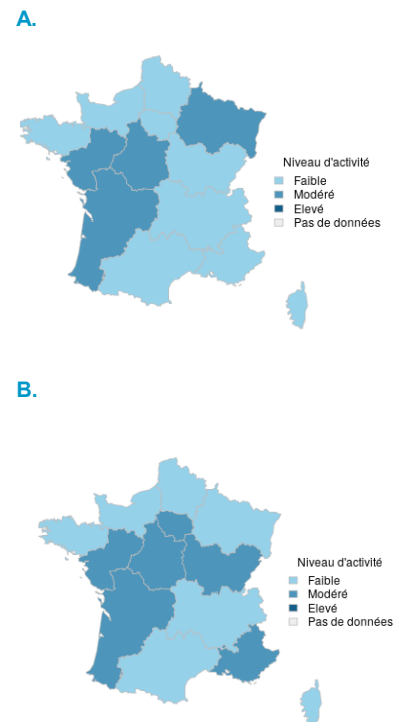 A.
Niveau d'activité
Faible
Modéré
Elevé
Pas de données
B.
Niveau d'activité
Faible
Modéré
Elevé
Pas de données